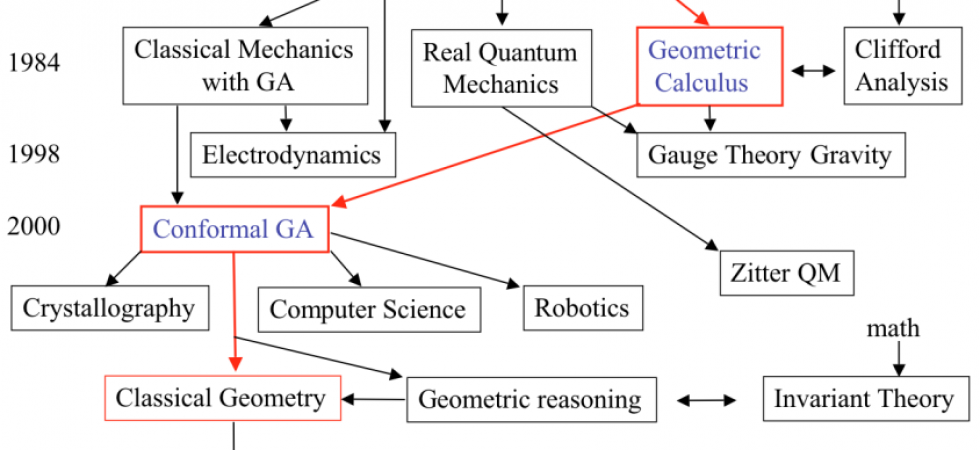 1984
Classical Mechanics
with GA
Real Quantum
Mechanics
Geometric
Calculus
Clifford
Analysis
1998
Electrodynamics
Gauge Theory Gravity
2000
Conformal GA
Zitter QM
Crystallography
Computer Science
Robotics
math
Classical Geometry
Geometric reasoning
Invariant Theory